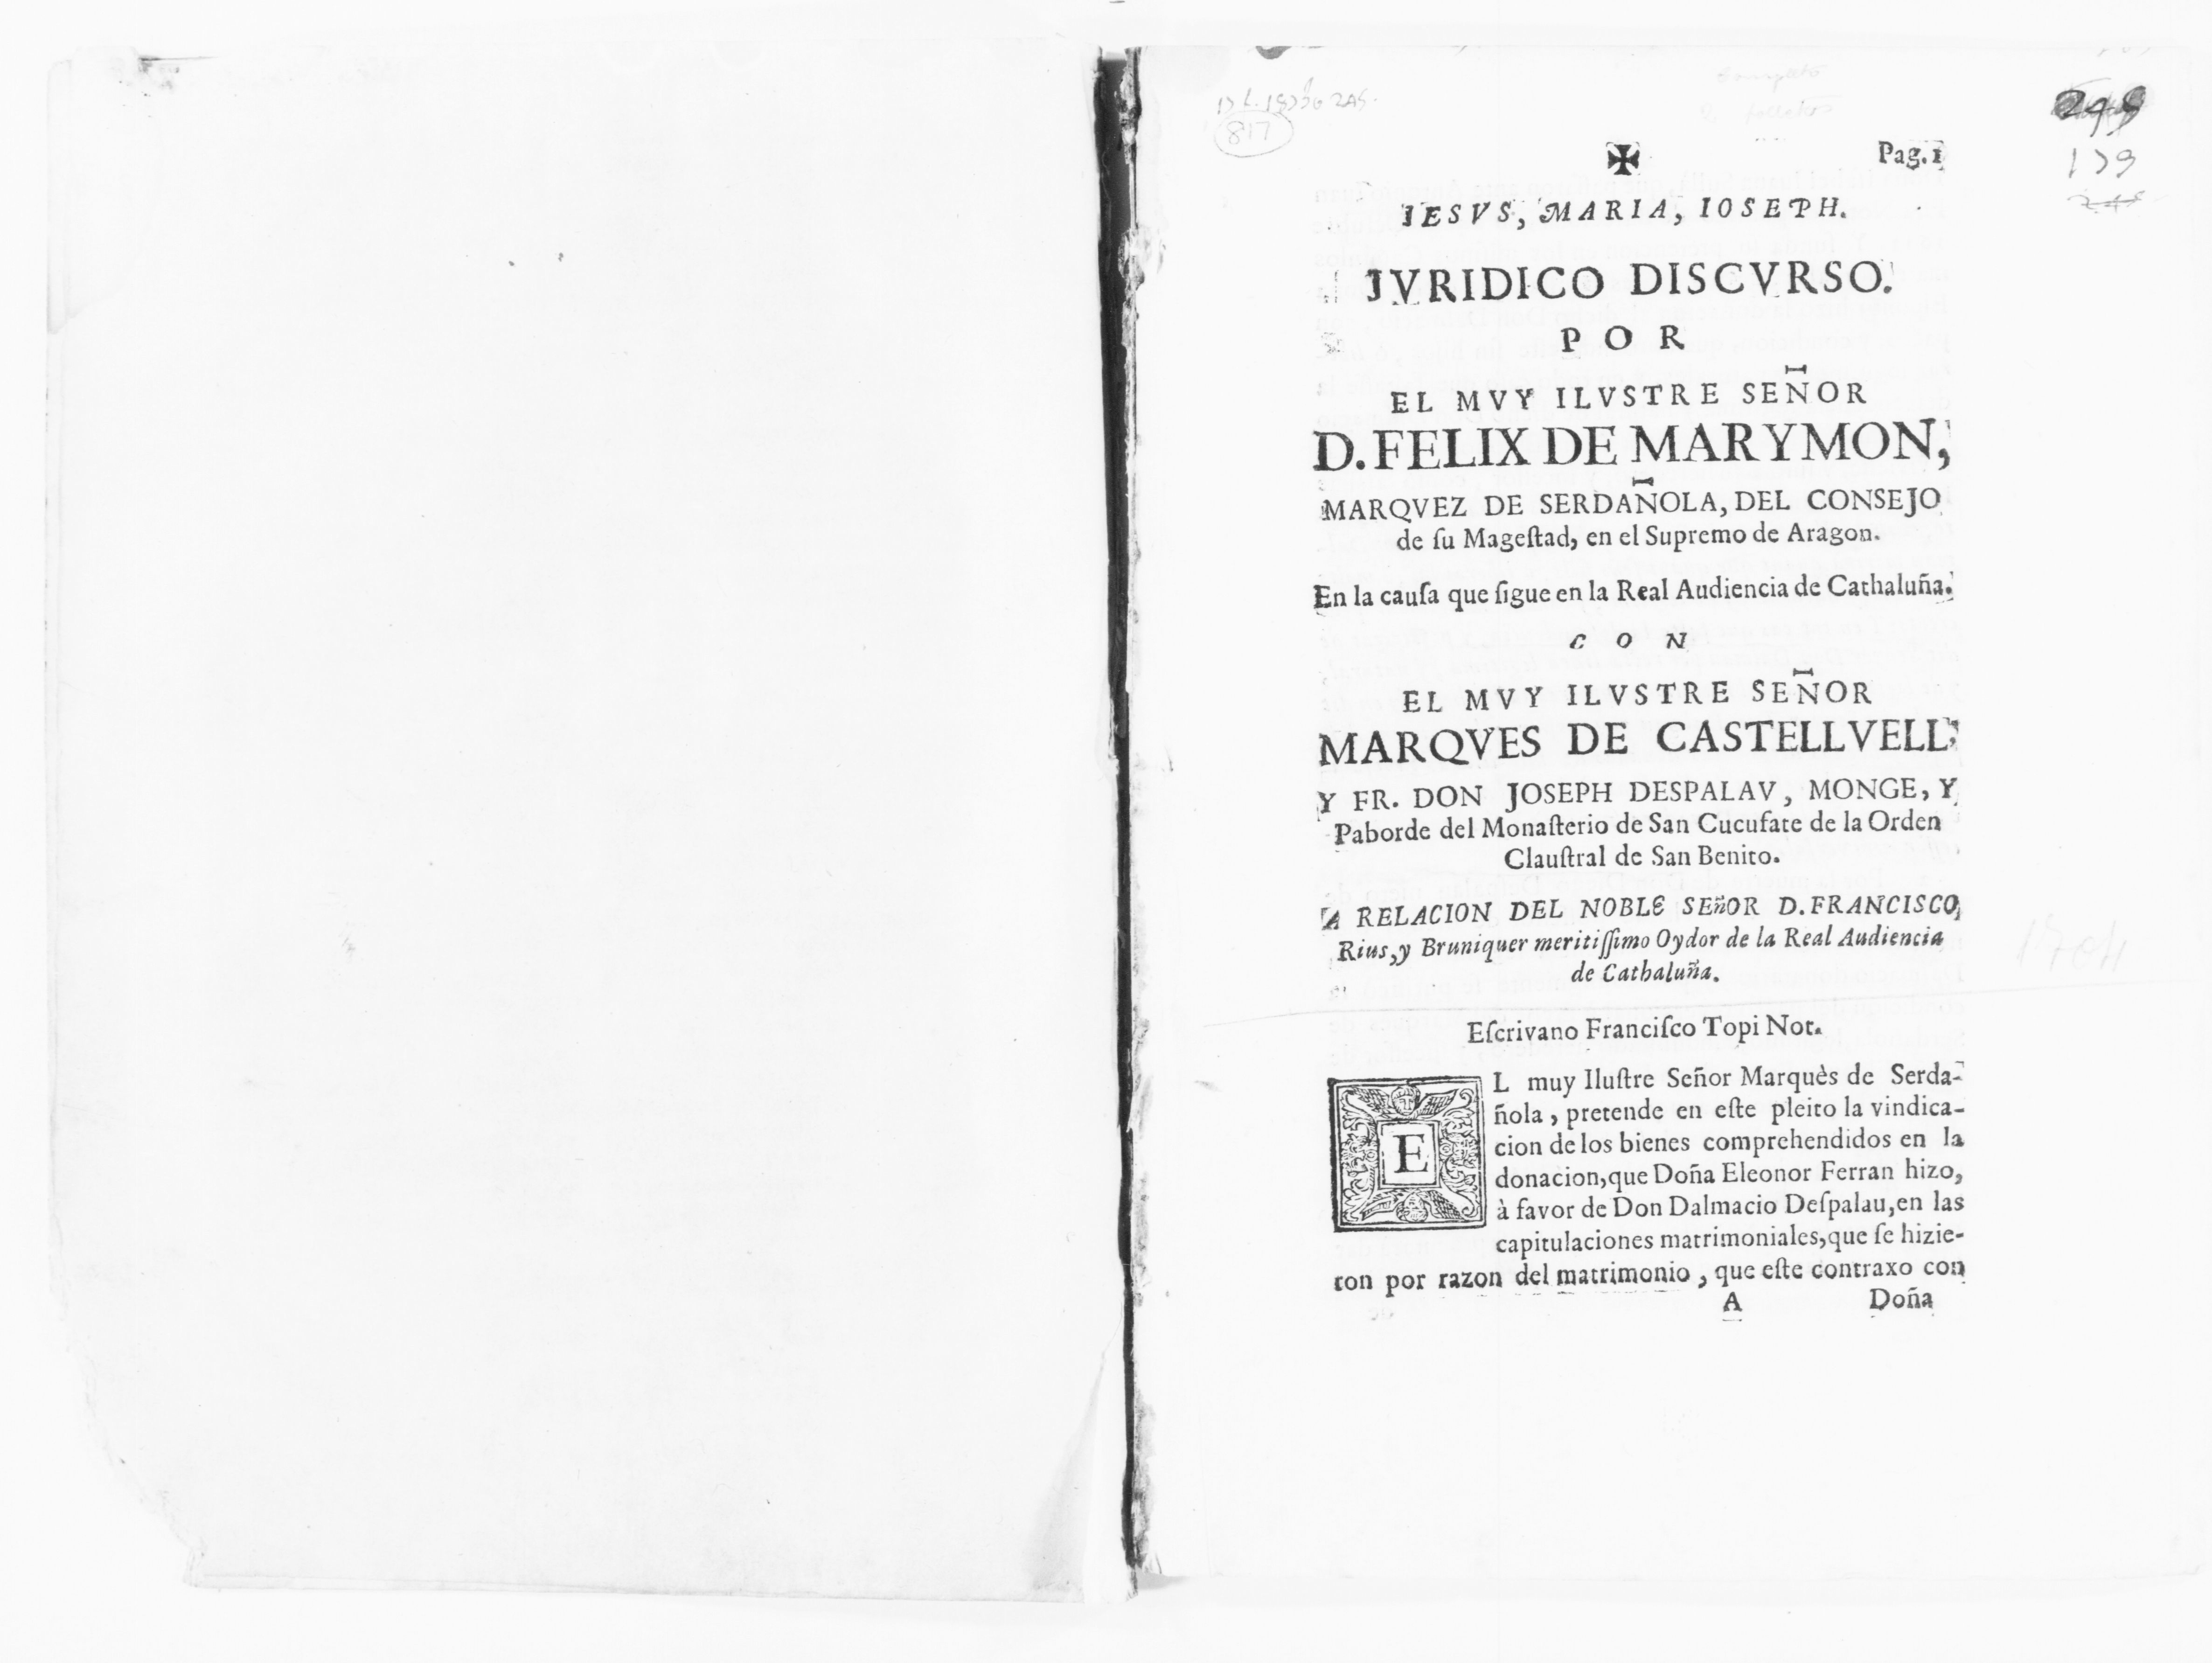 817
249
179
✠ Pag. 1
IESVS, MARIA, IOSEPH.
JVRIDICO DISCVRSO.
POR
EL MVY ILVSTRE SEÑOR
D. FELIX DE MARYMON,
MARQVEZ DE SERDAÑOLA, DEL CONSEJO
de ſu Mageſtad, en el Supremo de Aragon.
En la cauſa que ſigue en la Real Audiencia de Cathaluña.
CON
EL MVY ILVSTRE SEÑOR
MARQVES DE CASTELLVELL,
Y FR. DON JOSEPH DESPALAV, MONGE, Y
Paborde del Monaſterio de San Cucufate de la Orden
Clauſtral de San Benito.
A RELACION DEL NOBLE SEñOR D. FRANCISCO
Rius, y Bruniquer meritiſſimo Oydor de la Real Audiencia
de Cathaluña.
1704
Eſcrivano Franciſco Topi Not.
EL muy Iluſtre Señor Marquès de Serda-
ñola, pretende en eſte pleito la vindica-
cion de los bienes comprehendidos en la
donacion, que Doña Eleonor Ferran hizo,
à favor de Don Dalmacio Deſpalau, en las
capitulaciones matrimoniales, que ſe hizie-
ron por razon del matrimonio, que eſte contraxo con
A Doña